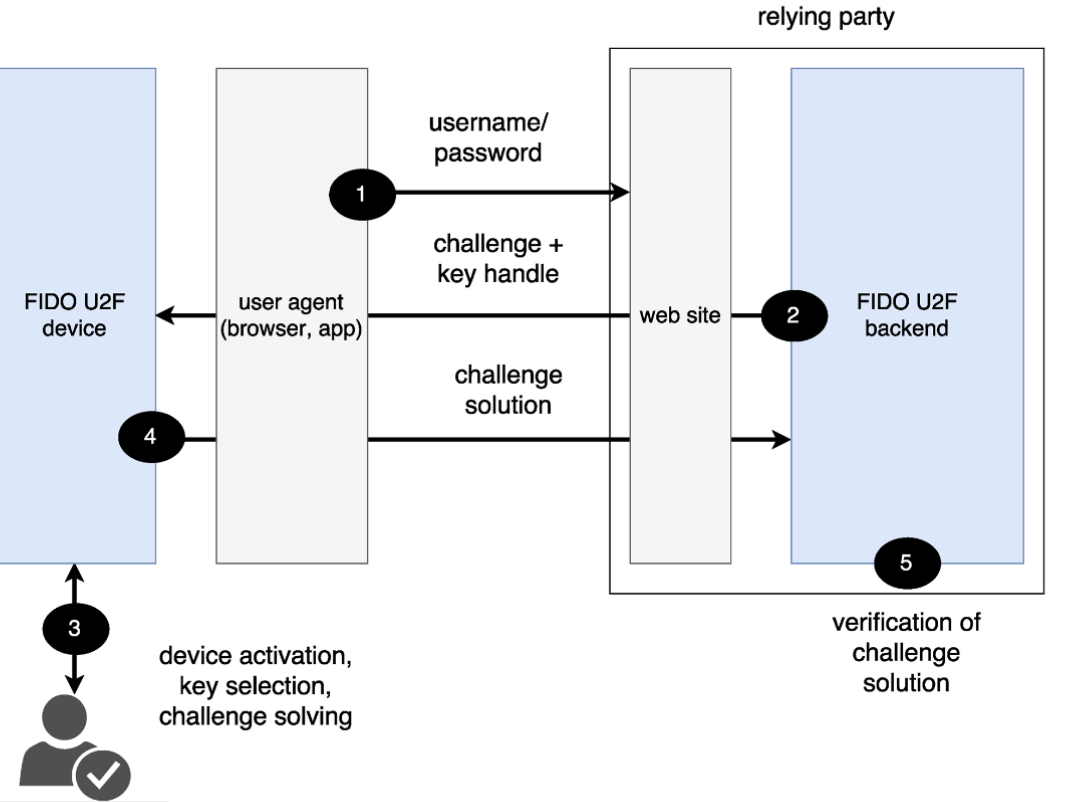 relying party
username/
password
1
challenge +
key handle
FIDO U2F
device
user agent
(browser, app)
web site
2
FIDO U2F
backend
challenge
solution
4
5
3
verification of
challenge
solution
device activation,
key selection,
challenge solving